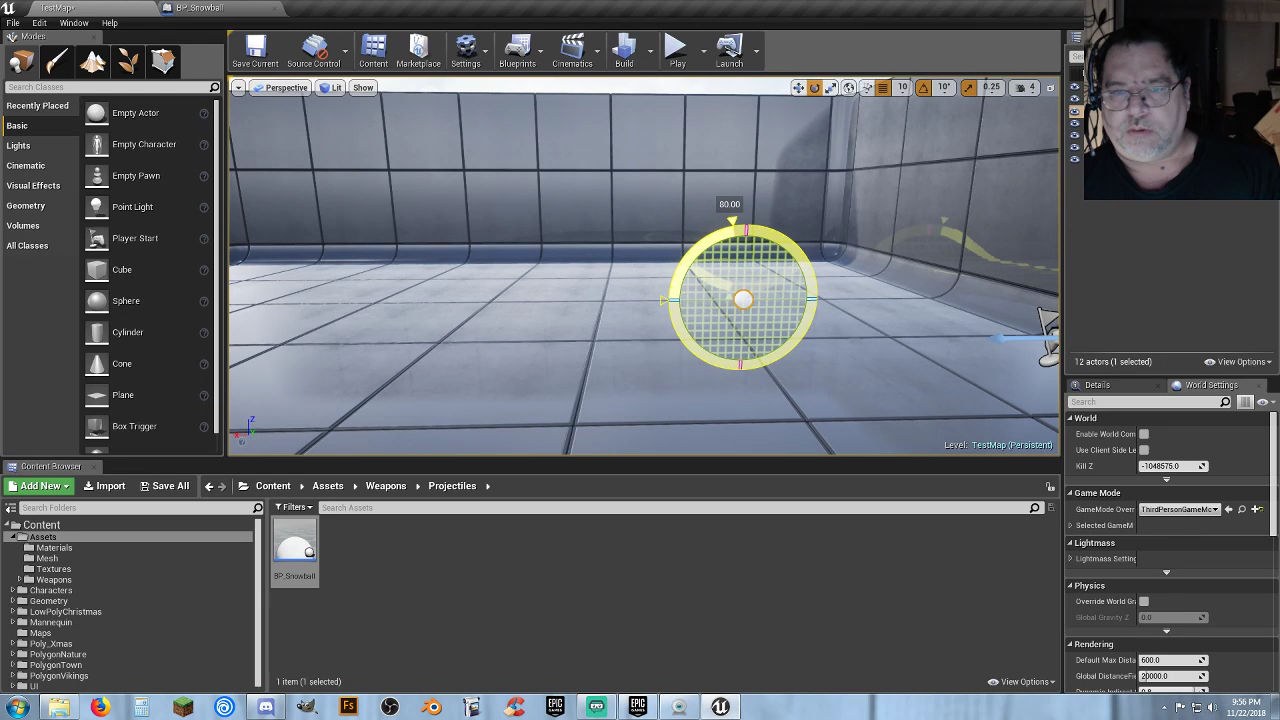 TestMap*
BP_Snowball
File Edit Window Help
Modes
Save Current
Source Control
Content
Marketplace
Settings
Blueprints
Cinematics
Build
Play
Launch
Search Classes
Recently Placed
Basic
Lights
Cinematic
Visual Effects
Geometry
Volumes
All Classes
Empty Actor
Empty Character
Empty Pawn
Point Light
Player Start
Cube
Sphere
Cylinder
Cone
Plane
Box Trigger
Perspective
Lit
Show
10
10°
0.25
4
80.00
Level: TestMap (Persistent)
12 actors (1 selected)
View Options
Details
World Settings
Search
World
Enable World Com
Use Client Side Le
Kill Z
-1048575.0
Game Mode
GameMode Overr
ThirdPersonGameMo
Selected GameM
Lightmass
Lightmass Setting
Physics
Override World Gra
Global Gravity Z
0.0
Rendering
Default Max Dista
600.0
Global DistanceFie
20000.0
Content Browser
Add New
Import
Save All
Content
Assets
Weapons
Projectiles
Search Folders
Filters
Search Assets
Content
Assets
Materials
Mesh
Textures
Weapons
Characters
Geometry
LowPolyChristmas
Mannequin
Maps
Poly_Xmas
PolygonNature
PolygonTown
PolygonVikings
UI
BP_Snowball
1 item (1 selected)
View Options
Fs
EPIC GAMES
EPIC GAMES
9:56 PM
11/22/2018